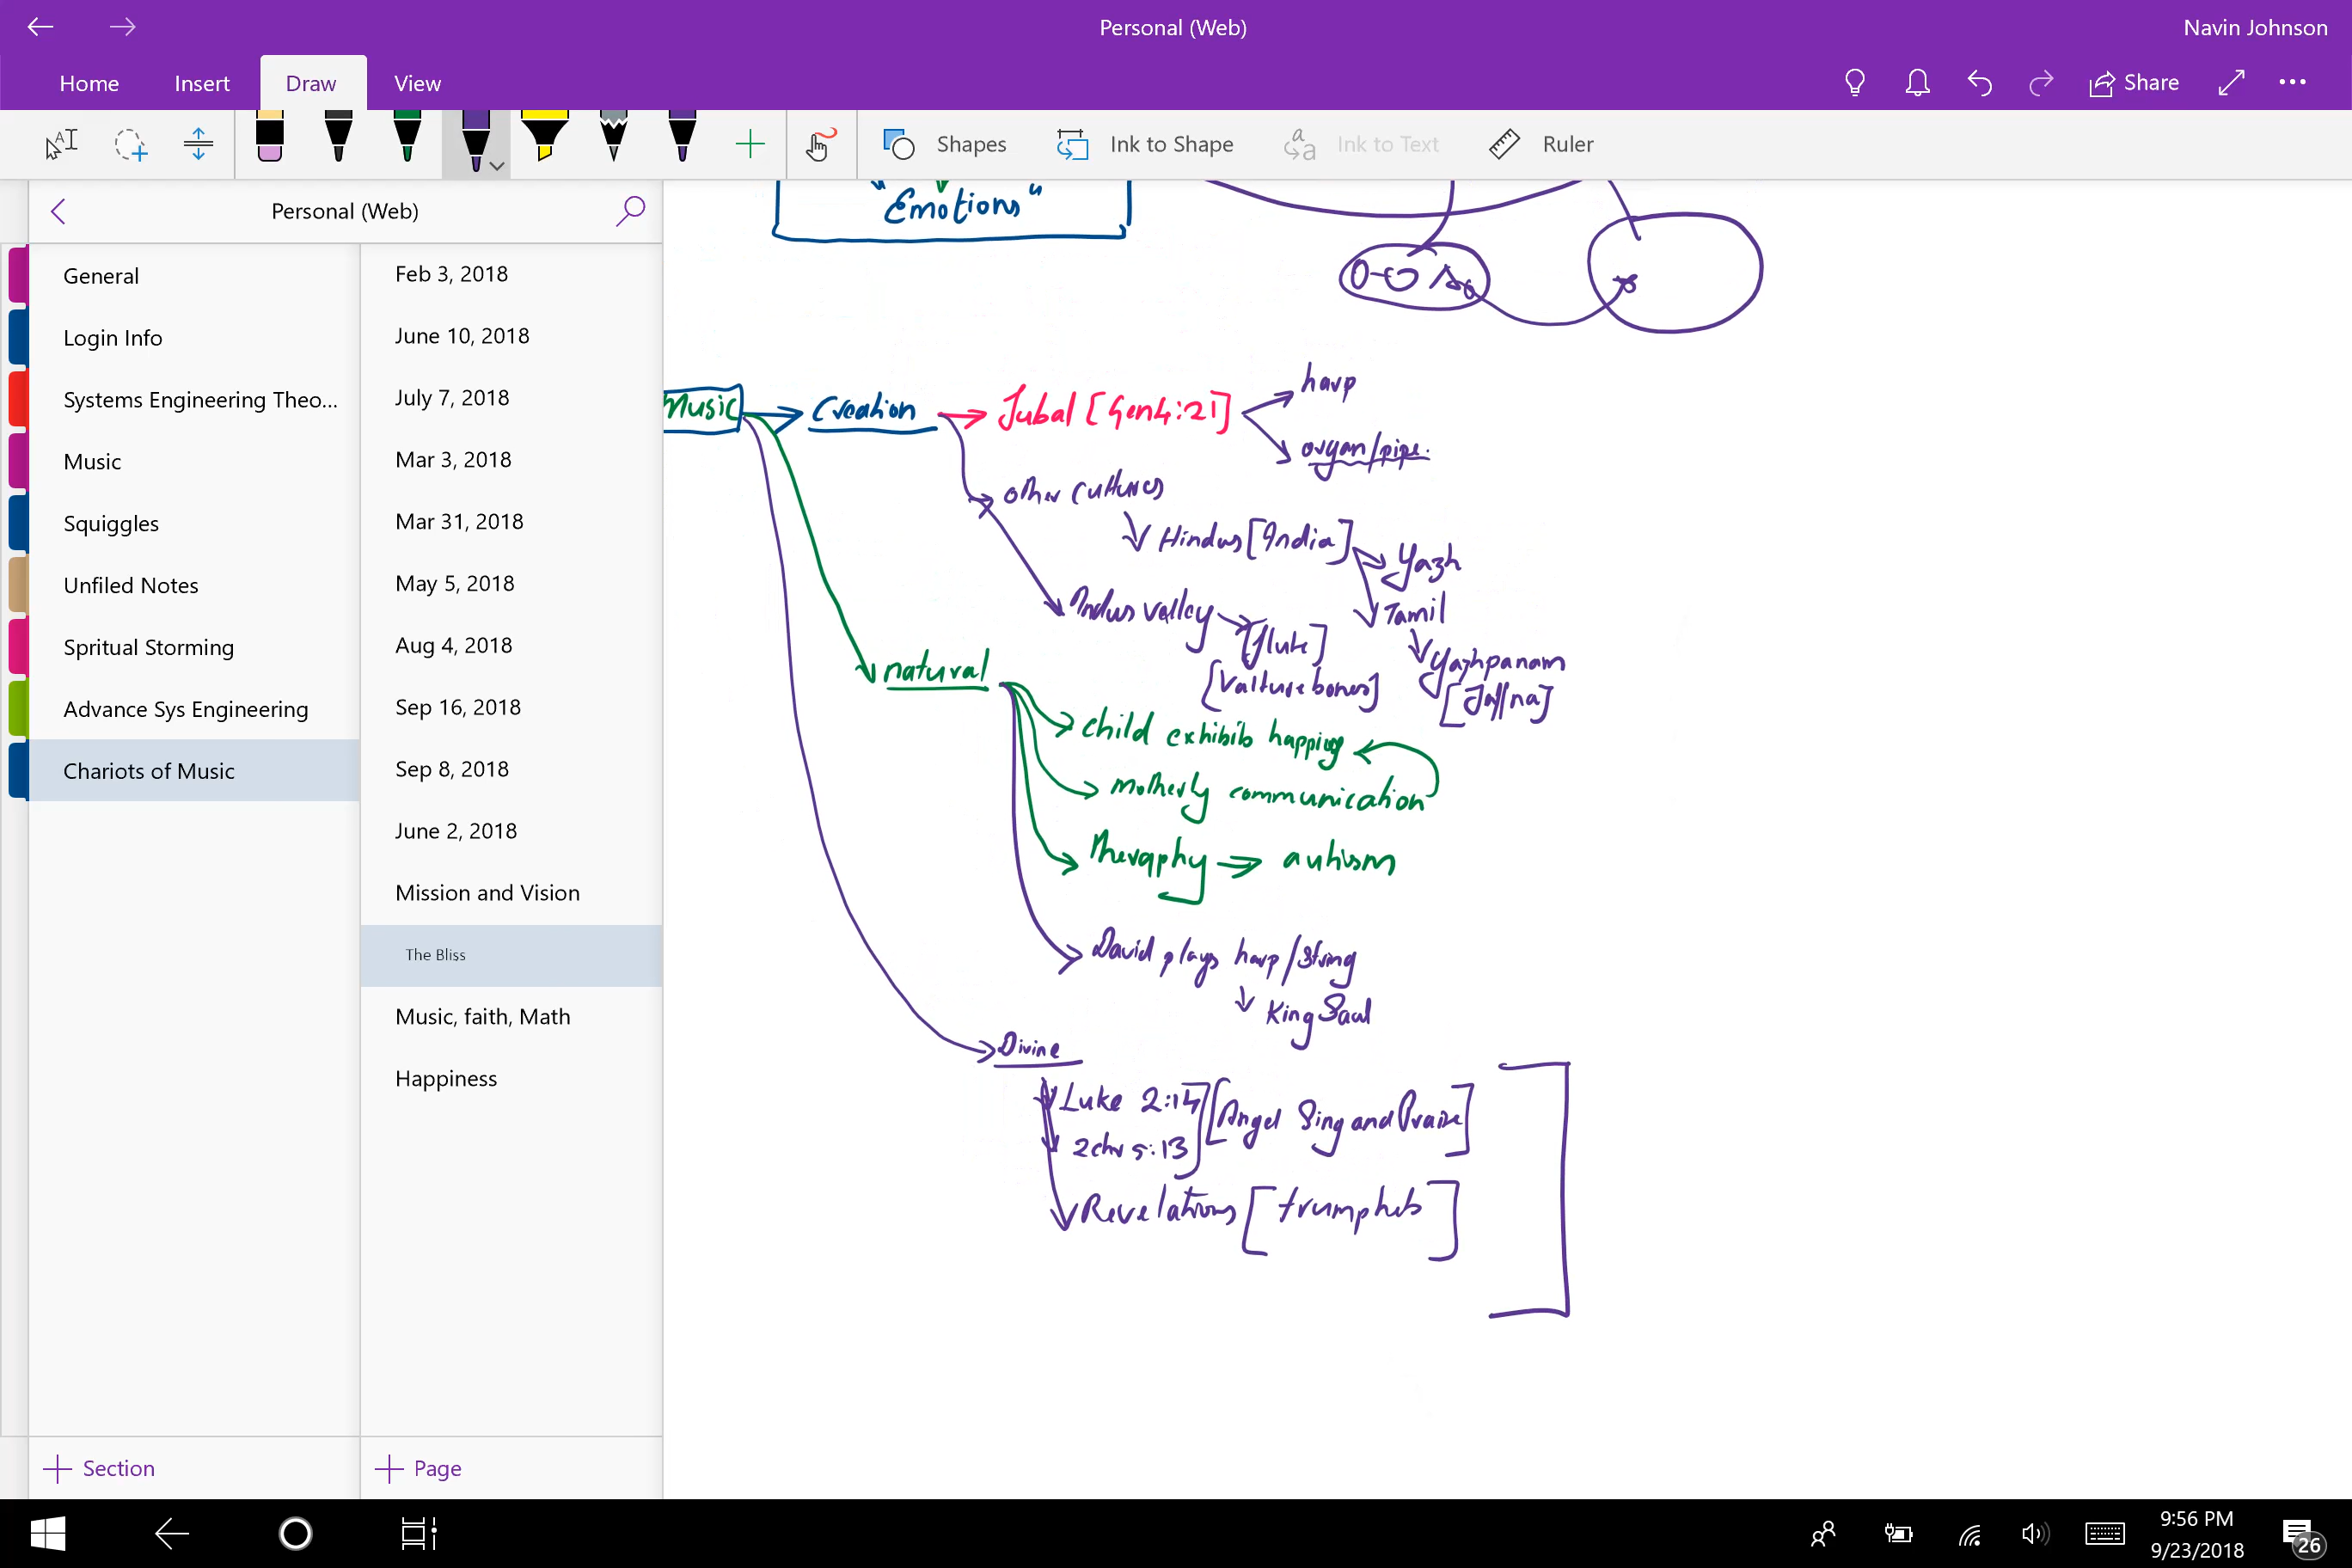 Personal (Web)
Navin Johnson
Home
Insert
Draw
View
Share
Shapes
Ink to Shape
Ink to Text
Ruler
Personal (Web)
General
Login Info
Systems Engineering Theo...
Music
Squiggles
Unfiled Notes
Spritual Storming
Advance Sys Engineering
Chariots of Music
Feb 3, 2018
June 10, 2018
July 7, 2018
Mar 3, 2018
Mar 31, 2018
May 5, 2018
Aug 4, 2018
Sep 16, 2018
Sep 8, 2018
June 2, 2018
Mission and Vision
The Bliss
Music, faith, Math
Happiness
Section
Page
Emotions"
Music
Creation
Jubal [Gen4:21]
harp
organ/pipe.
other cultures
Hindus [India]
Yazh
Tamil
Yazhpanam
[Jaffna]
Indus valley
[flute]
[Valture bones]
natural
child exhibits
motherly communication
Theraphy
autism
David plays harp/String
King Saul
Divine
Luke 2:14
2chr 5:13
[Angel Sing and Praise]
Revelations [trumphets]
9:56 PM
9/23/2018
26